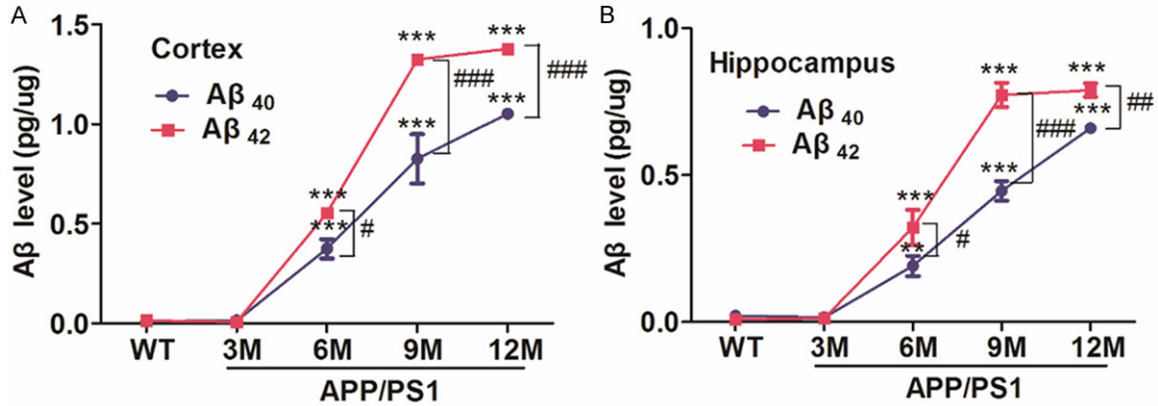 A
Cortex
Aβ 40
Aβ 42
Aβ level (pg/ug)
1.5
1.0
0.5
0.0
***
***
***
***
***
***
#
###
###
WT 3M 6M 9M 12M
APP/PS1
B
Hippocampus
Aβ 40
Aβ 42
Aβ level (pg/ug)
1.0
0.5
0.0
***
***
***
***
***
**
#
###
##
WT 3M 6M 9M 12M
APP/PS1